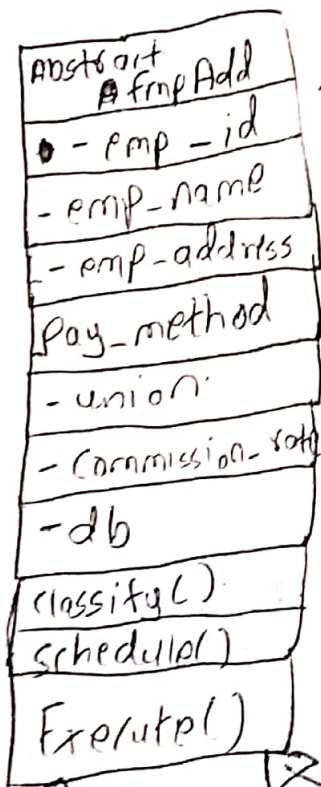 Abstract
EmpAdd
- emp_id
- emp_name
- emp_address
Pay_method
- union
- Commission_rate
- db
classify()
schedule()
Execute()